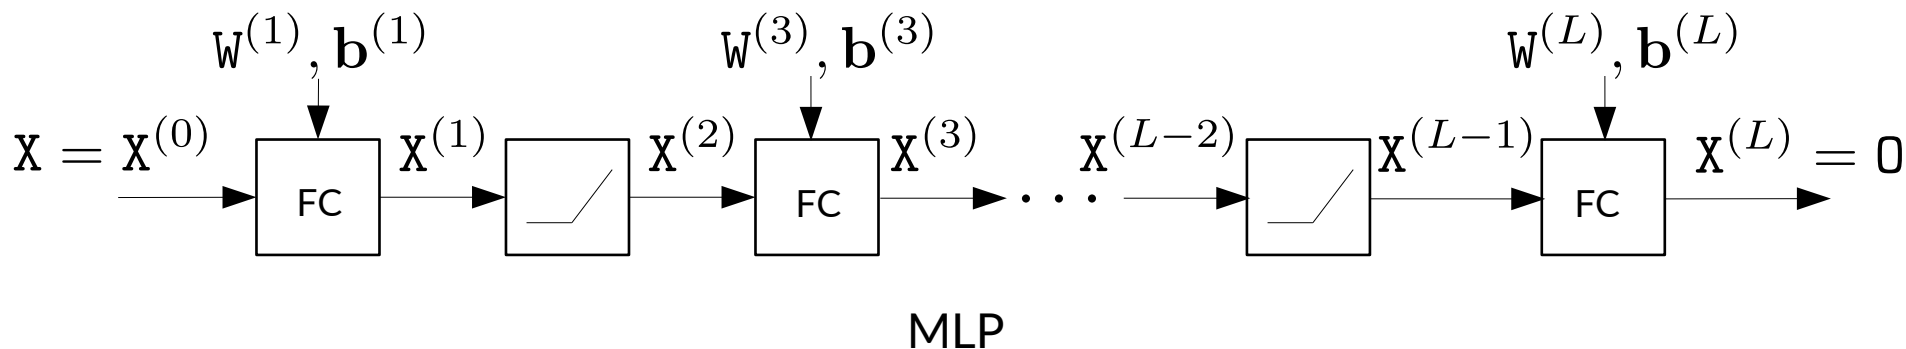 W^(1), b^(1) W^(3), b^(3) W^(L), b^(L)
X = X^(0) X^(1) X^(2) X^(3) X^(L−2) X^(L−1) X^(L) = O
FC FC ... FC
MLP